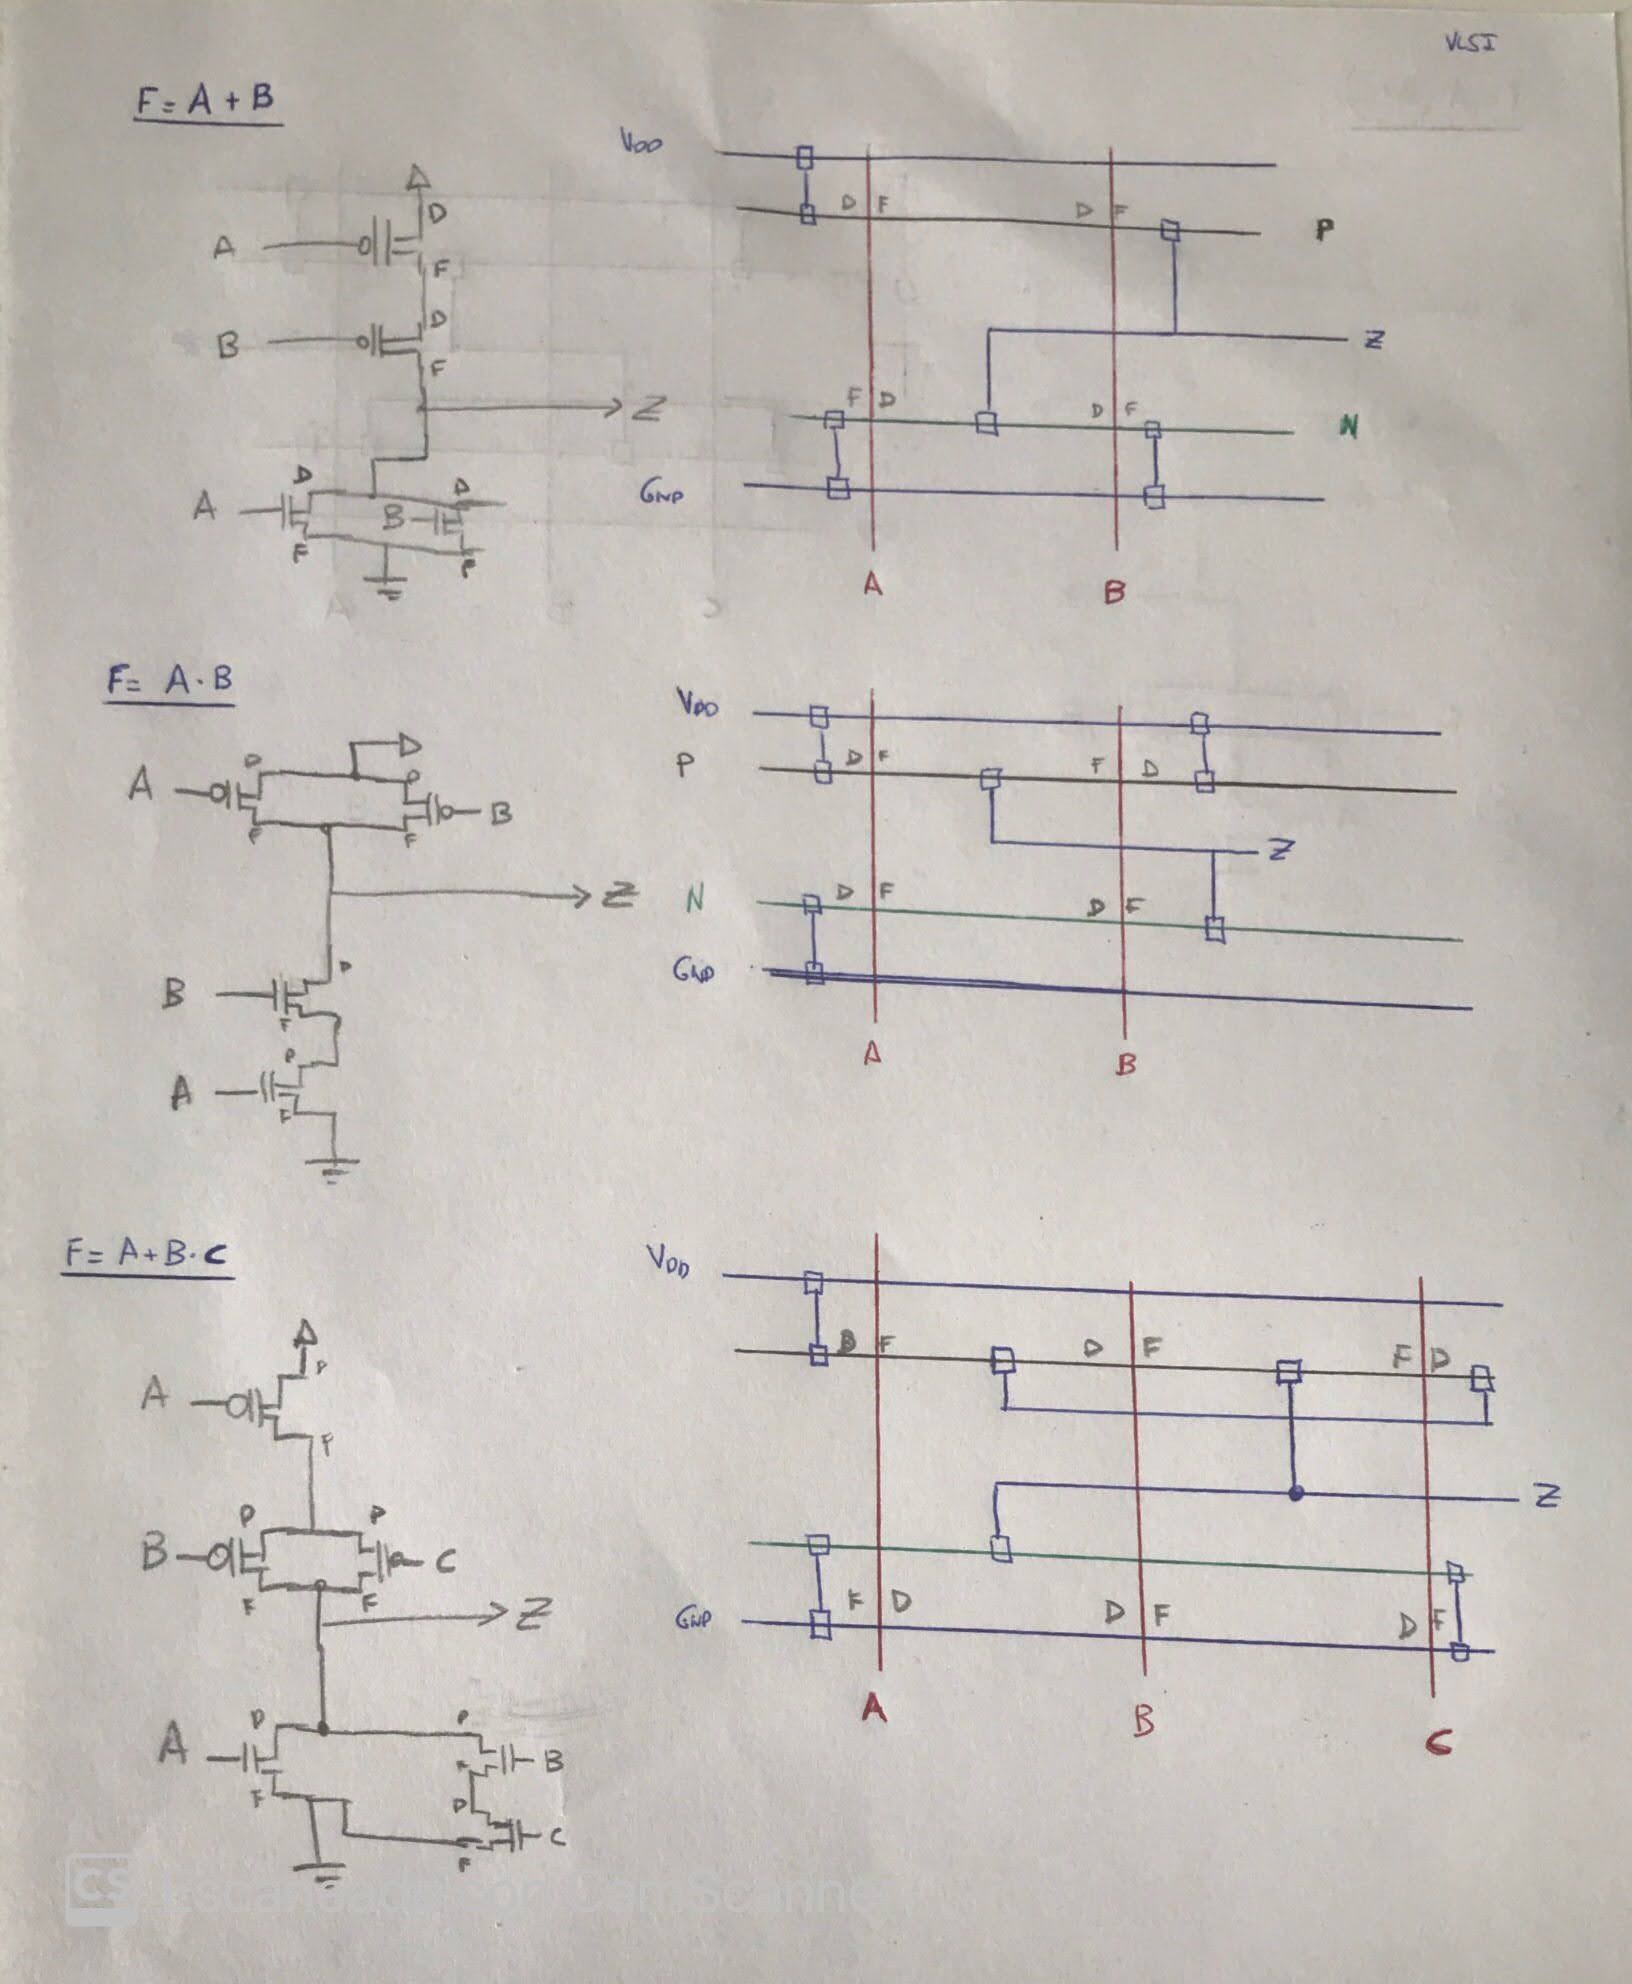 VLSI
F= A + B
VDD
D F D F
P
D
A
F
D
B
F
Z
Z
F D D F
N
GND
D D
A B
F F
A B
F= A · B
VDD
P
D F F D
D D
A B
F F
Z
Z
N
D F D F
GND
D
B
F
D
A
F
A B
F= A+B·C
VDD
D F D F F D
D
A
F
D D
B C
F F
Z
Z
GND
F D D F D F
A B C
D D
A B
F F
D
C
F
CS Escaneado con CamScanner